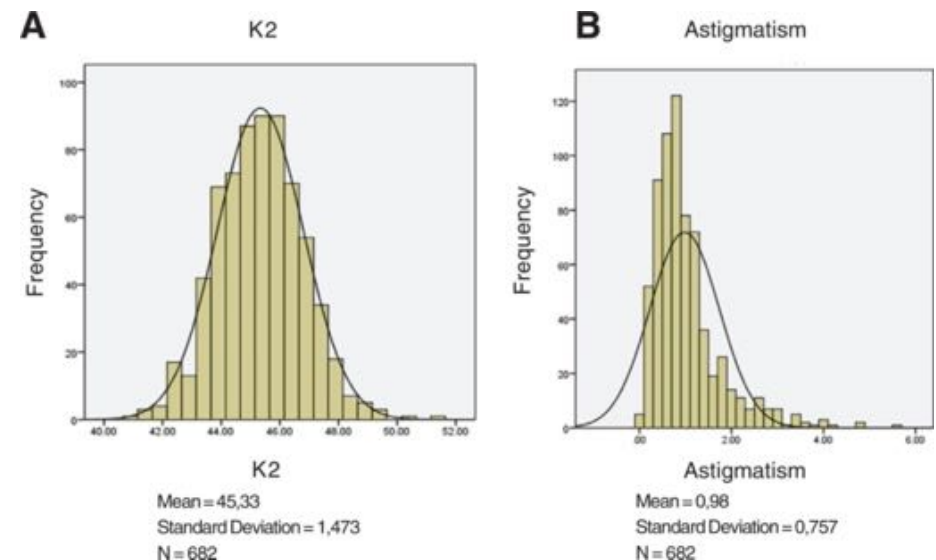 A
K2
Frequency
100
80
60
40
20
0
40.00 42.00 44.00 46.00 48.00 50.00 52.00
K2
Mean = 45,33
Standard Deviation = 1,473
N = 682
B
Astigmatism
Frequency
120
100
80
60
40
20
0
.00 2.00 4.00 6.00
Astigmatism
Mean = 0,98
Standard Deviation = 0,757
N = 682